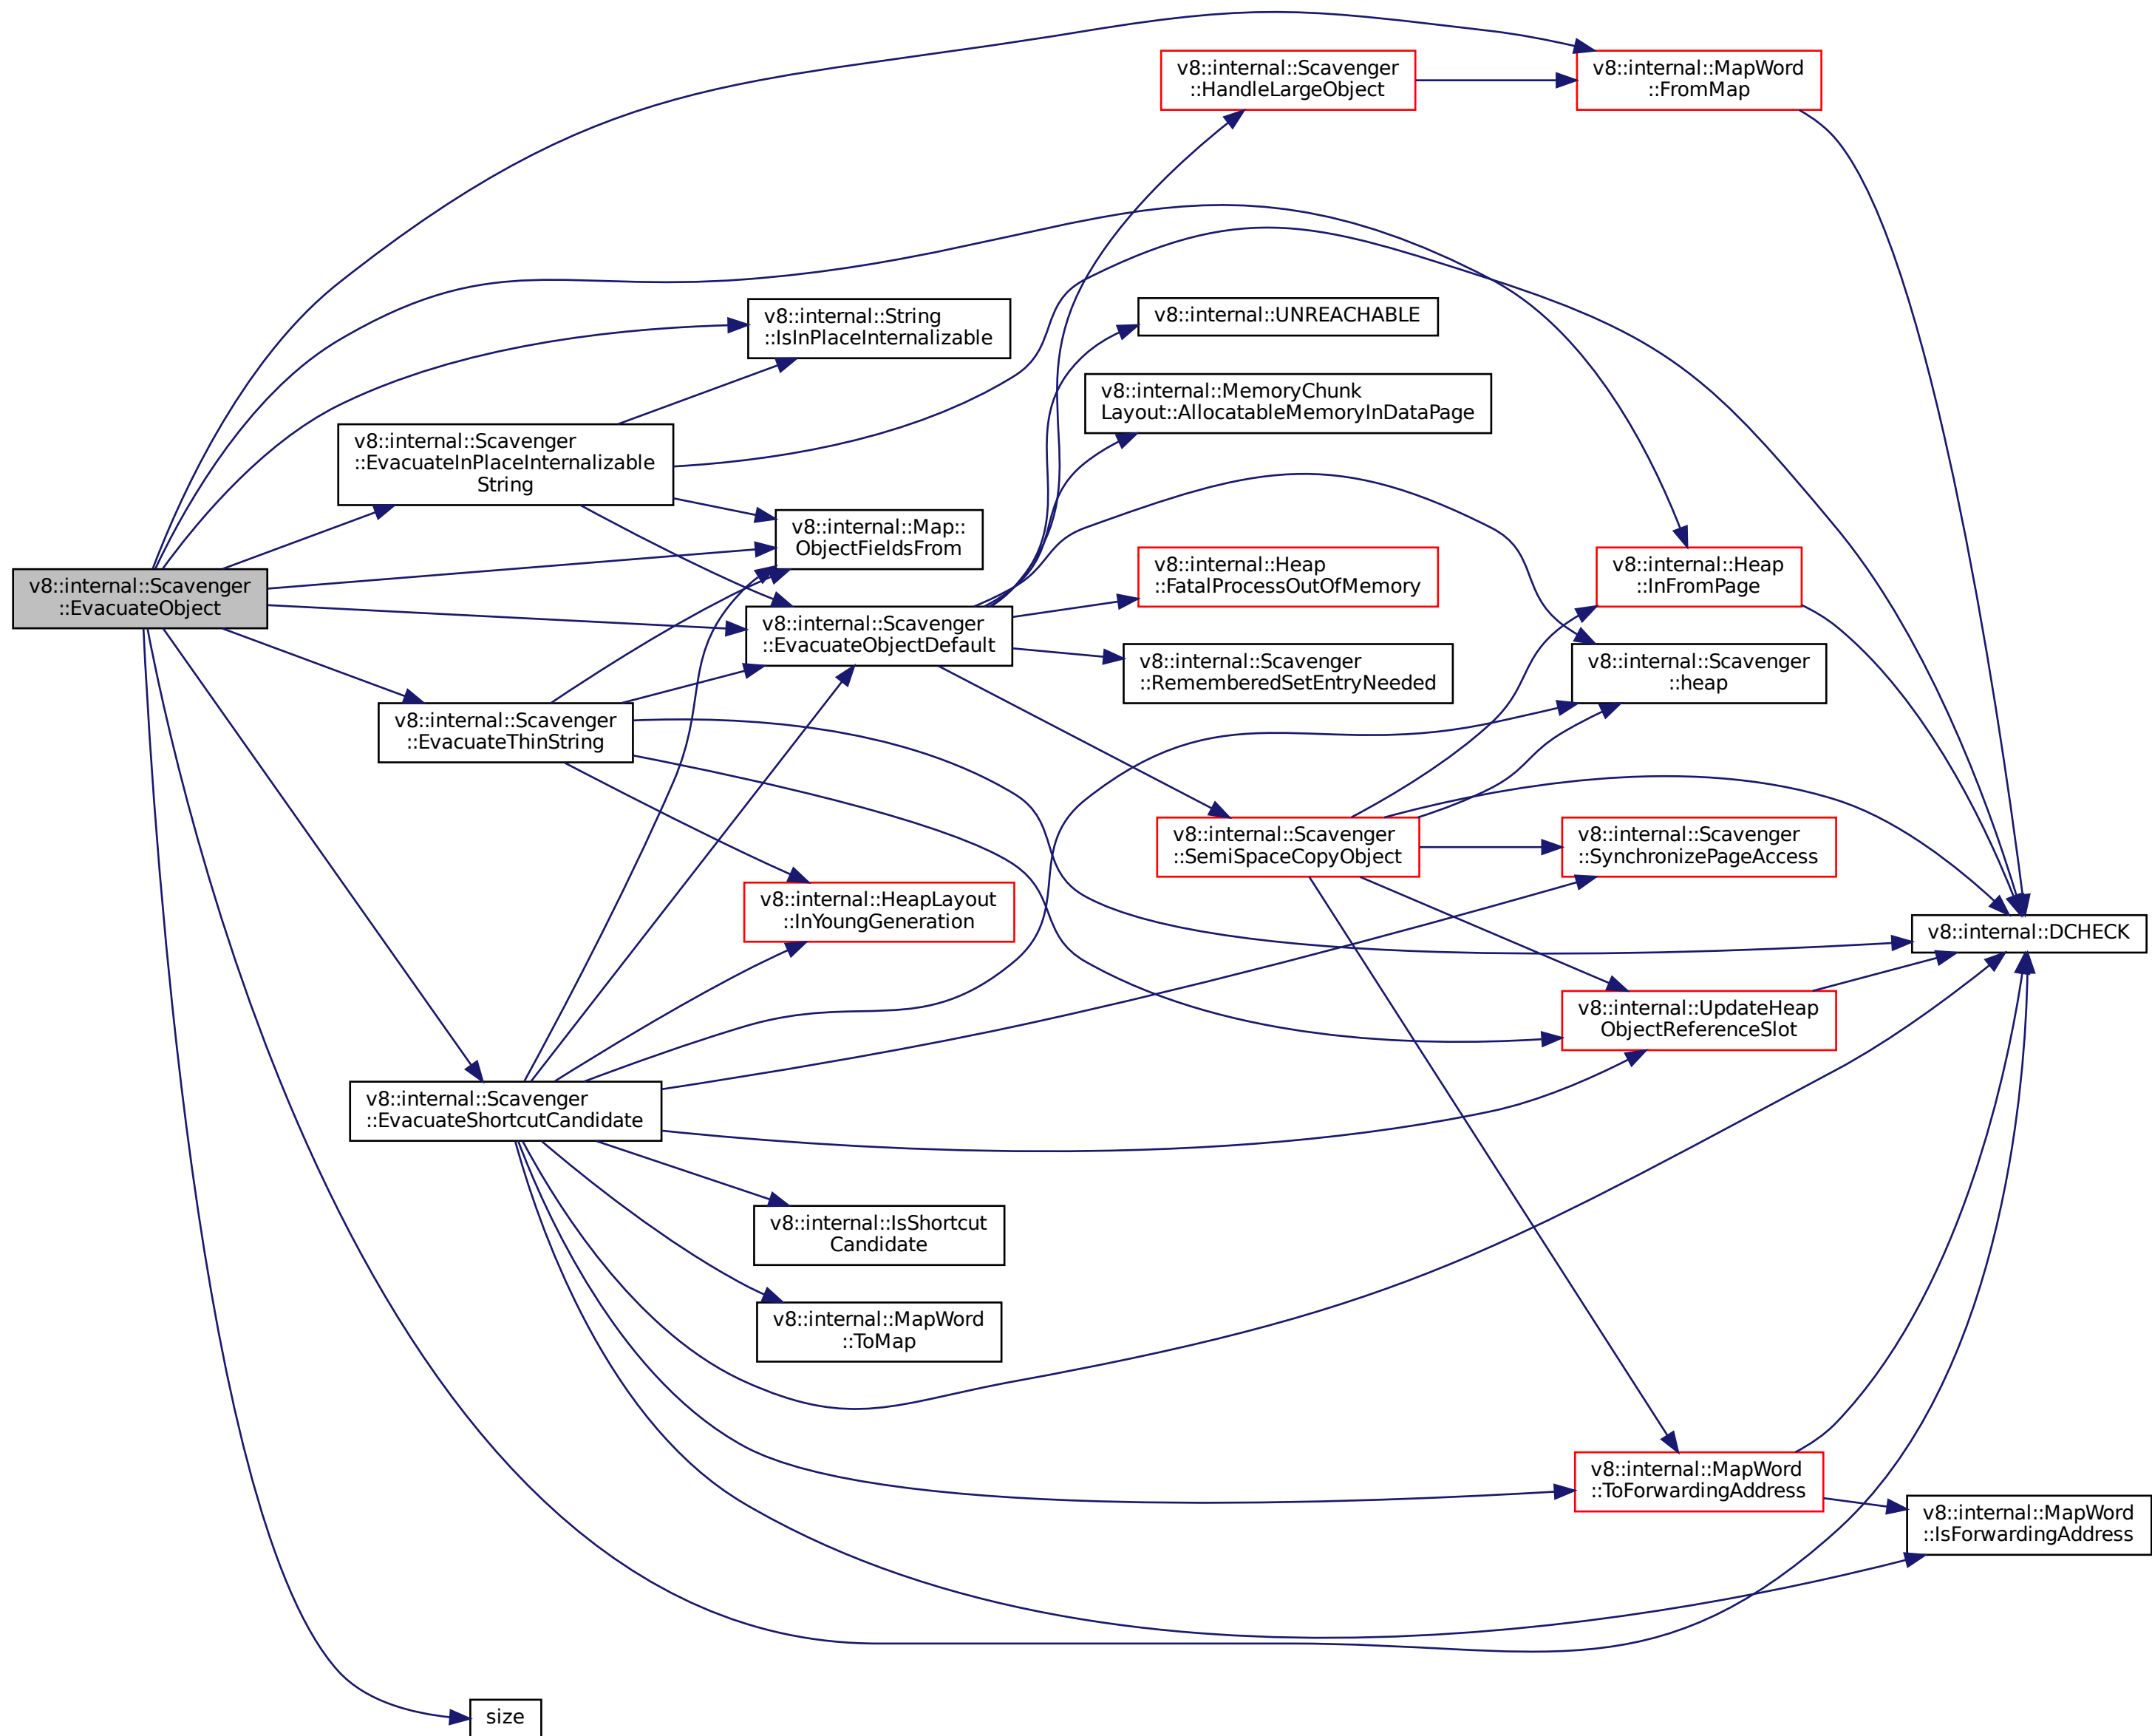 v8::internal::Scavenger
::HandleLargeObject
v8::internal::MapWord
::FromMap
v8::internal::String
::IsInPlaceInternalizable
v8::internal::UNREACHABLE
v8::internal::MemoryChunk
Layout::AllocatableMemoryInDataPage
v8::internal::Scavenger
::EvacuateInPlaceInternalizable
String
v8::internal::Map::
ObjectFieldsFrom
v8::internal::Heap
::FatalProcessOutOfMemory
v8::internal::Heap
::InFromPage
v8::internal::Scavenger
::EvacuateObject
v8::internal::Scavenger
::EvacuateObjectDefault
v8::internal::Scavenger
::RememberedSetEntryNeeded
v8::internal::Scavenger
::heap
v8::internal::Scavenger
::EvacuateThinString
v8::internal::Scavenger
::SemiSpaceCopyObject
v8::internal::Scavenger
::SynchronizePageAccess
v8::internal::HeapLayout
::InYoungGeneration
v8::internal::DCHECK
v8::internal::UpdateHeap
ObjectReferenceSlot
v8::internal::Scavenger
::EvacuateShortcutCandidate
v8::internal::IsShortcut
Candidate
v8::internal::MapWord
::ToMap
v8::internal::MapWord
::ToForwardingAddress
v8::internal::MapWord
::IsForwardingAddress
size